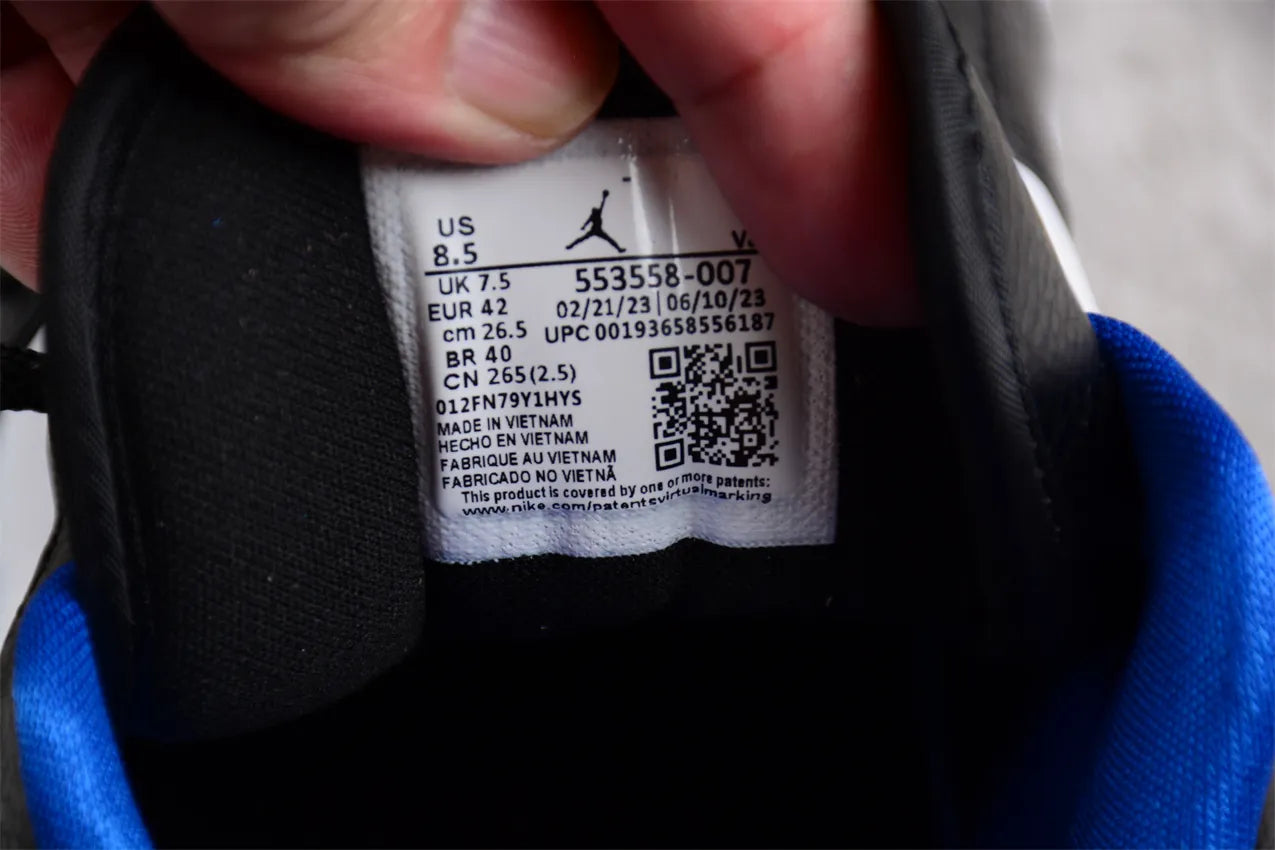 US
8.5
UK 7.5
EUR 42
cm 26.5
BR 40
CN 265(2.5)
553558-007
02/21/23|06/10/23
UPC 00193658556187
012FN79Y1HYS
MADE IN VIETNAM
HECHO EN VIETNAM
FABRIQUE AU VIETNAM
FABRICADO NO VIETNÃ
This product is covered by one or more patents:
www.nike.com/patentsvirtualmarking